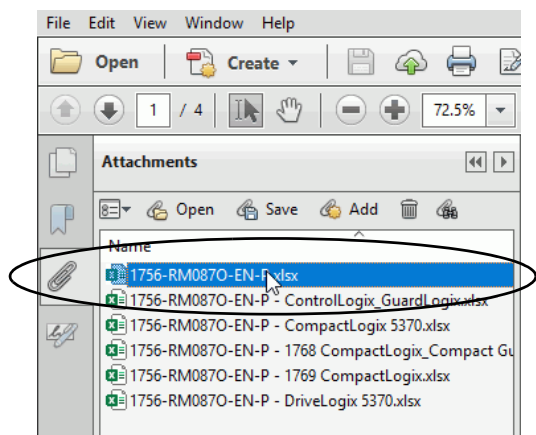 File Edit View Window Help
Open Create
1 / 4 72.5%
Attachments
Open Save Add
Name
1756-RM087O-EN-P.xlsx
1756-RM087O-EN-P - ControlLogix_GuardLogix.xlsx
1756-RM087O-EN-P - CompactLogix 5370.xlsx
1756-RM087O-EN-P - 1768 CompactLogix_Compact Gu
1756-RM087O-EN-P - 1769 CompactLogix.xlsx
1756-RM087O-EN-P - DriveLogix 5370.xlsx